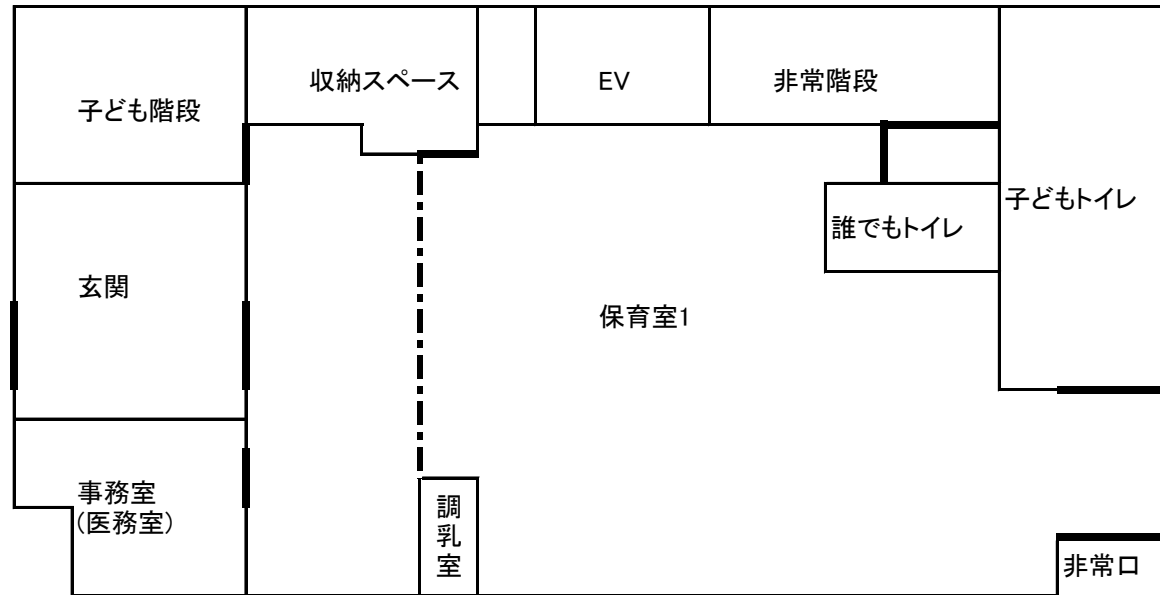 子ども階段
収納スペース
EV
非常階段
子どもトイレ
誰でもトイレ
玄関
保育室1
事務室
(医務室)
調
乳
室
非常口